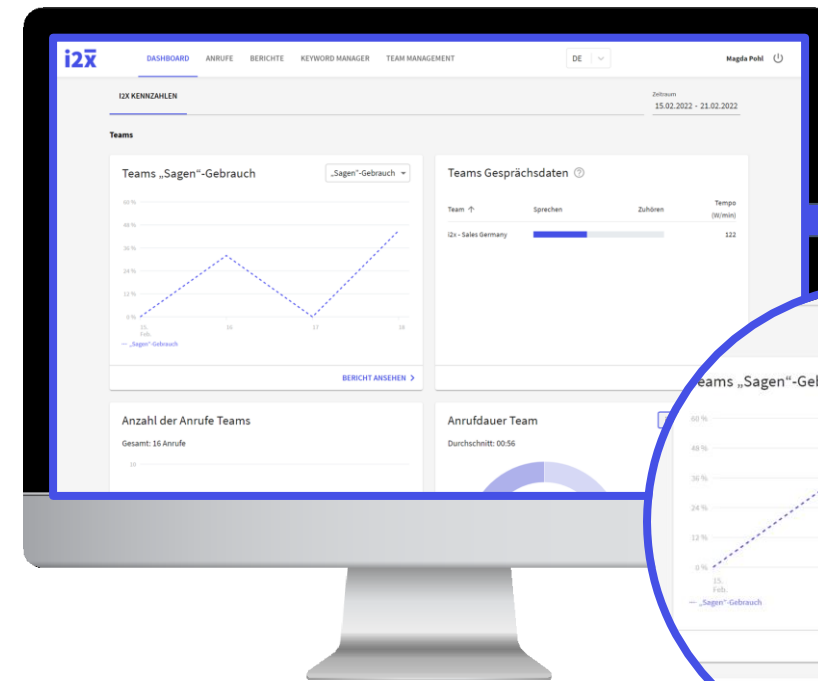 i2x
DASHBOARD ANRUFE BERICHTE KEYWORD MANAGER TEAM MANAGEMENT DE Magda Pohl
I2X KENNZAHLEN
Zeitraum
15.02.2022 - 21.02.2022
Teams
Teams „Sagen“-Gebrauch „Sagen“-Gebrauch
60 %
48 %
36 %
24 %
12 %
0 %
15. 16 17 18
Feb.
„Sagen“-Gebrauch
BERICHT ANSEHEN
Teams Gesprächsdaten
Team Sprechen Zuhören Tempo
(W/min)
i2x - Sales Germany 122
Anzahl der Anrufe Teams
Gesamt: 16 Anrufe
10
Anrufdauer Team
Durchschnitt: 00:56
eams „Sagen“-Gel
60 %
48 %
36 %
24 %
12 %
0 %
15.
Feb.
„Sagen“-Gebrauch